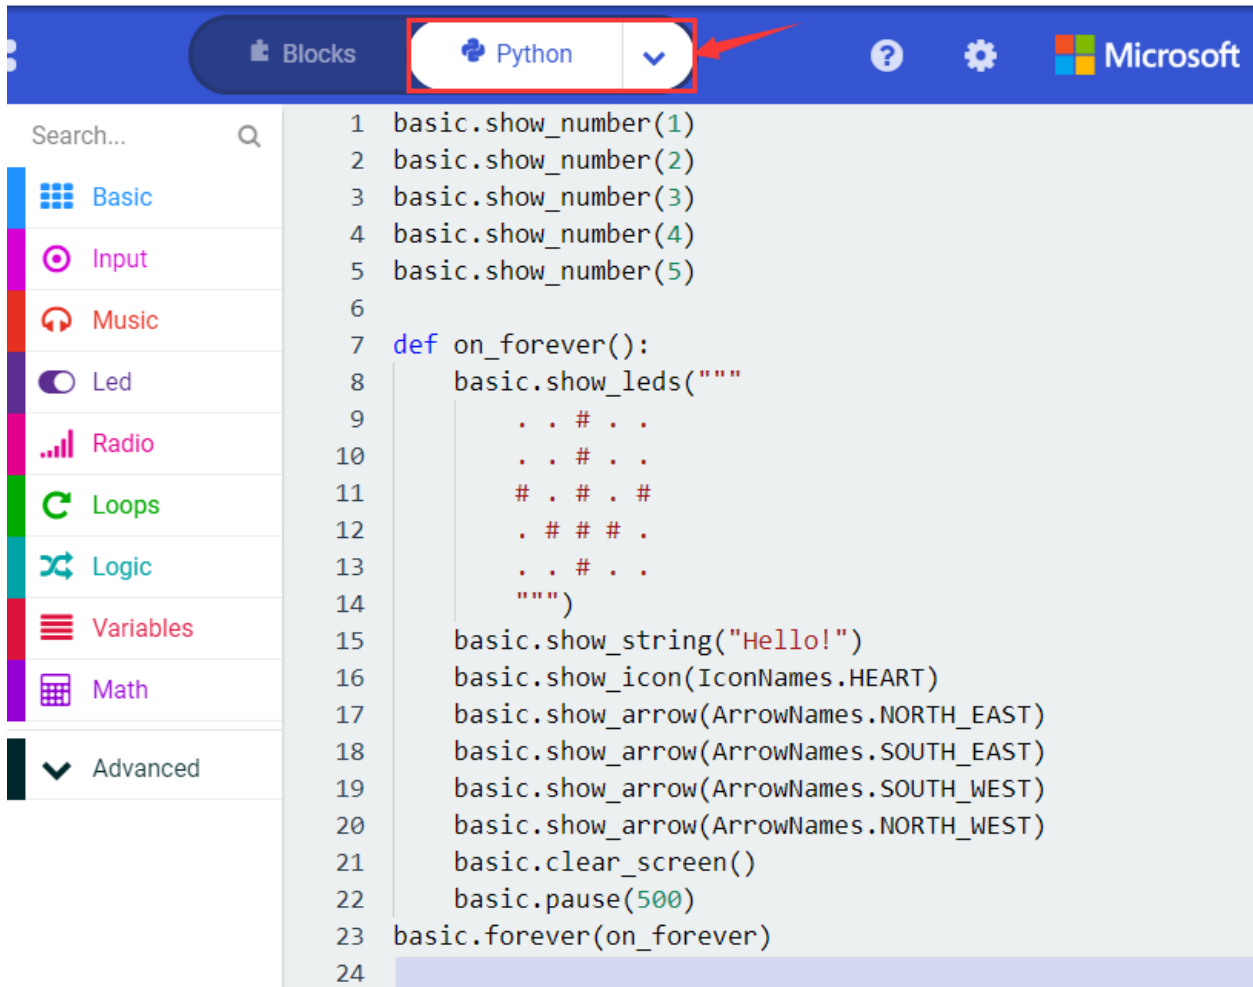 Blocks
Python
Microsoft
Search...
Basic
Input
Music
Led
Radio
Loops
Logic
Variables
Math
Advanced
1 basic.show_number(1)
2 basic.show_number(2)
3 basic.show_number(3)
4 basic.show_number(4)
5 basic.show_number(5)
6
7 def on_forever():
8     basic.show_leds("""
9         . . # . .
10         . . # . .
11         # . # . #
12         . # # # .
13         . . # . .
14         """)
15     basic.show_string("Hello!")
16     basic.show_icon(IconNames.HEART)
17     basic.show_arrow(ArrowNames.NORTH_EAST)
18     basic.show_arrow(ArrowNames.SOUTH_EAST)
19     basic.show_arrow(ArrowNames.SOUTH_WEST)
20     basic.show_arrow(ArrowNames.NORTH_WEST)
21     basic.clear_screen()
22     basic.pause(500)
23 basic.forever(on_forever)
24